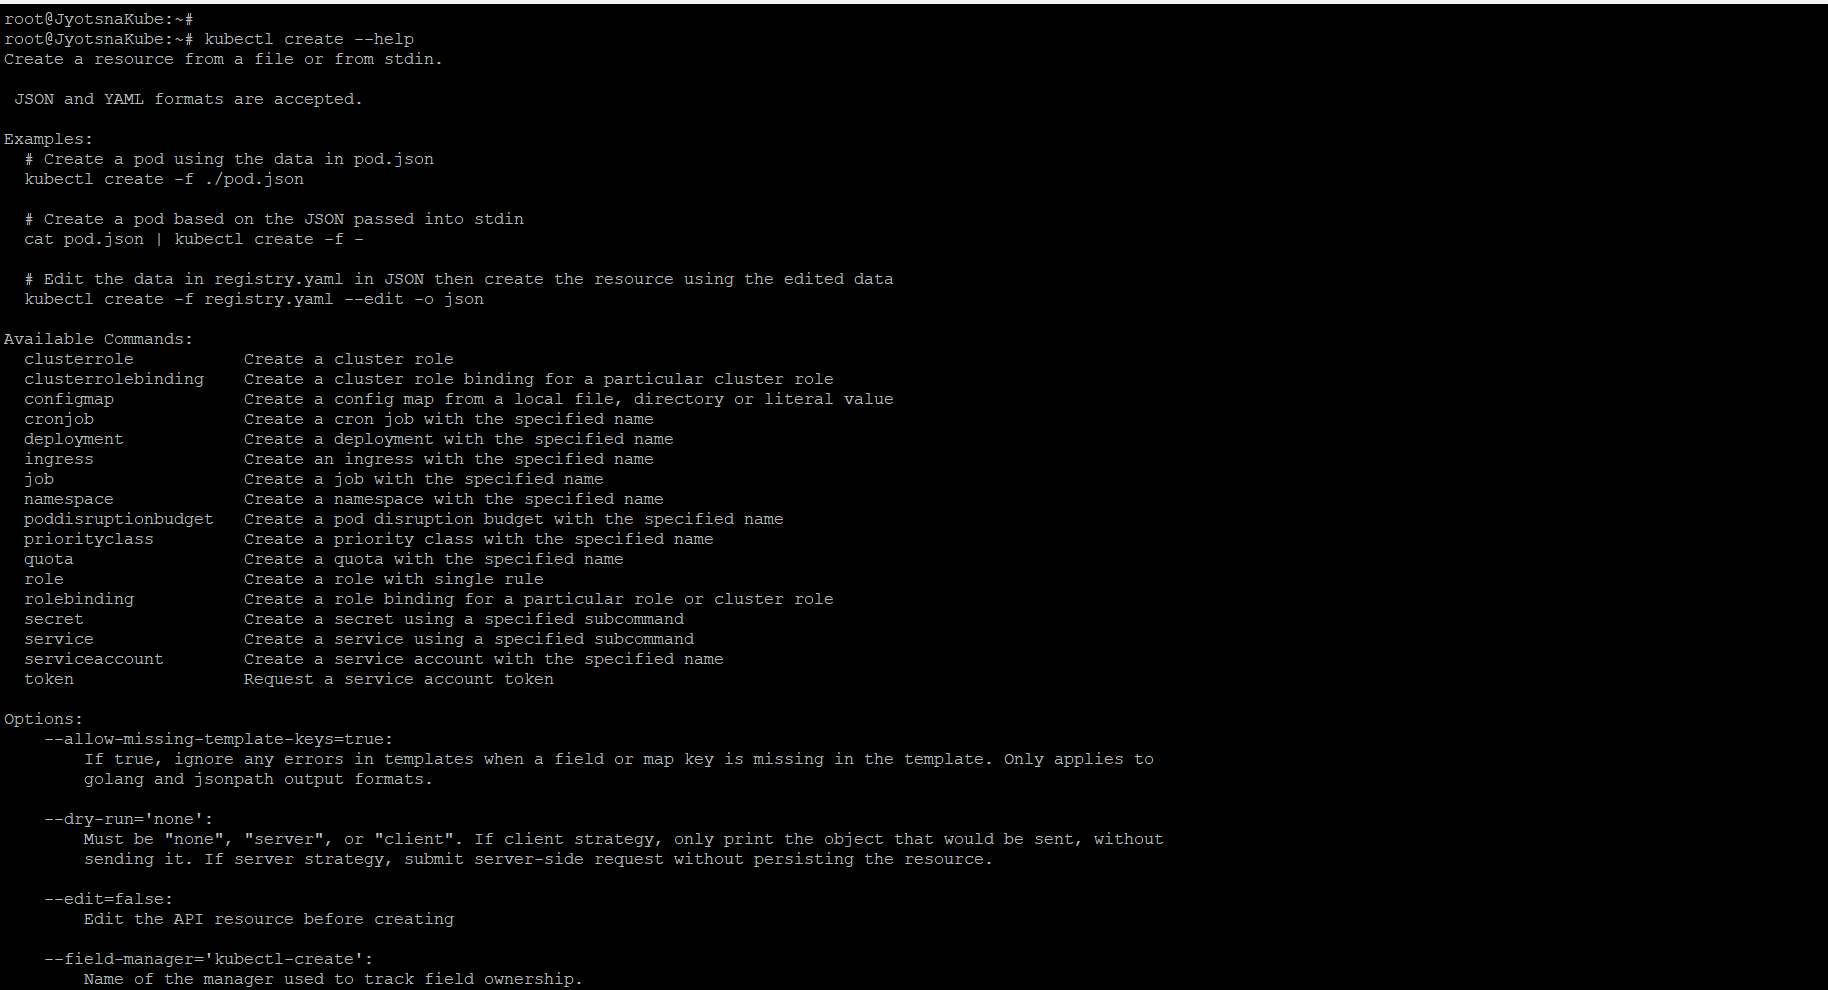 root@JyotsnaKube:~#
root@JyotsnaKube:~# kubectl create --help
Create a resource from a file or from stdin.
JSON and YAML formats are accepted.
Examples:
# Create a pod using the data in pod.json
kubectl create -f ./pod.json
# Create a pod based on the JSON passed into stdin
cat pod.json | kubectl create -f -
# Edit the data in registry.yaml in JSON then create the resource using the edited data
kubectl create -f registry.yaml --edit -o json
Available Commands:
clusterrole Create a cluster role
clusterrolebinding Create a cluster role binding for a particular cluster role
configmap Create a config map from a local file, directory or literal value
cronjob Create a cron job with the specified name
deployment Create a deployment with the specified name
ingress Create an ingress with the specified name
job Create a job with the specified name
namespace Create a namespace with the specified name
poddisruptionbudget Create a pod disruption budget with the specified name
priorityclass Create a priority class with the specified name
quota Create a quota with the specified name
role Create a role with single rule
rolebinding Create a role binding for a particular role or cluster role
secret Create a secret using a specified subcommand
service Create a service using a specified subcommand
serviceaccount Create a service account with the specified name
token Request a service account token
Options:
--allow-missing-template-keys=true:
If true, ignore any errors in templates when a field or map key is missing in the template. Only applies to
golang and jsonpath output formats.
--dry-run='none':
Must be "none", "server", or "client". If client strategy, only print the object that would be sent, without
sending it. If server strategy, submit server-side request without persisting the resource.
--edit=false:
Edit the API resource before creating
--field-manager='kubectl-create':
Name of the manager used to track field ownership.